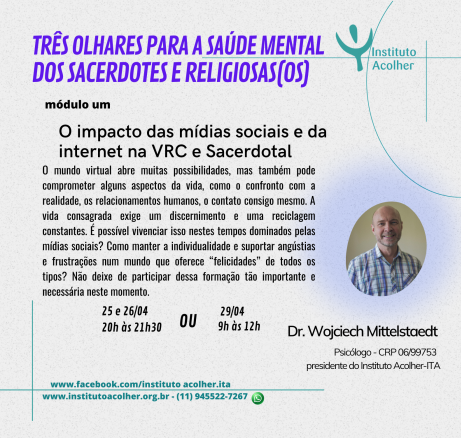 TRÊS OLHARES PARA A SAÚDE MENTAL
DOS SACERDOTES E RELIGIOSAS(OS)
Instituto
Acolher
módulo um
O impacto das mídias sociais e da
internet na VRC e Sacerdotal
O mundo virtual abre muitas possibilidades, mas também pode
comprometer alguns aspectos da vida, como o confronto com a
realidade, os relacionamentos humanos, o contato consigo mesmo. A
vida consagrada exige um discernimento e uma reciclagem
constantes. É possível vivenciar isso nestes tempos dominados pelas
mídias sociais? Como manter a individualidade e suportar angústias
e frustrações num mundo que oferece “felicidades” de todos os
tipos? Não deixe de participar dessa formação tão importante e
necessária neste momento.
25 e 26/04
20h às 21h30
OU
29/04
9h às 12h
Dr. Wojciech Mittelstaedt
Psicólogo - CRP 06/99753
presidente do Instituto Acolher-ITA
www.facebook.com/instituto acolher.ita
www.institutoacolher.org.br - (11) 945522-7267